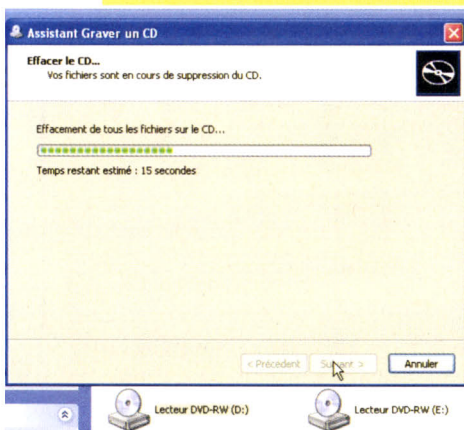 Assistant Graver un CD
Effacer le CD...
Vos fichiers sont en cours de suppression du CD.
Effacement de tous les fichiers sur le CD...
Temps restant estimé : 15 secondes
< Précédent
Suivant >
Annuler
Lecteur DVD-RW (D:)
Lecteur DVD-RW (E:)